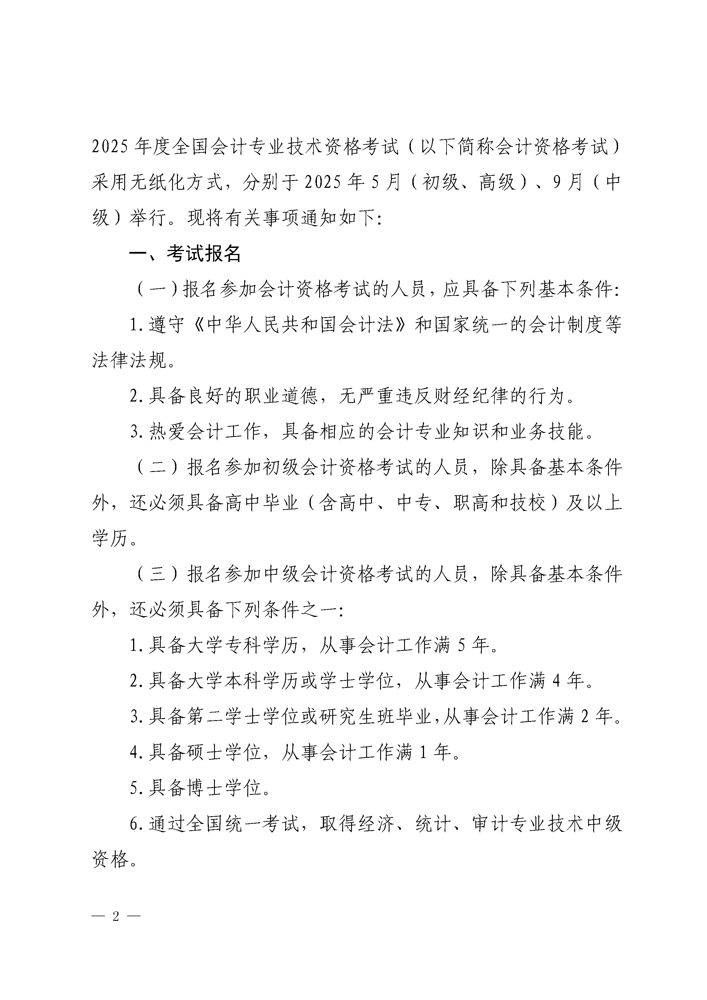 2025 年度全国会计专业技术资格考试（以下简称会计资格考试）
采用无纸化方式，分别于 2025 年 5 月（初级、高级）、9 月（中
级）举行。现将有关事项通知如下：
一、考试报名
（一）报名参加会计资格考试的人员，应具备下列基本条件：
1.遵守《中华人民共和国会计法》和国家统一的会计制度等
法律法规。
2.具备良好的职业道德，无严重违反财经纪律的行为。
3.热爱会计工作，具备相应的会计专业知识和业务技能。
（二）报名参加初级会计资格考试的人员，除具备基本条件
外，还必须具备高中毕业（含高中、中专、职高和技校）及以上
学历。
（三）报名参加中级会计资格考试的人员，除具备基本条件
外，还必须具备下列条件之一：
1.具备大学专科学历，从事会计工作满 5 年。
2.具备大学本科学历或学士学位，从事会计工作满 4 年。
3.具备第二学士学位或研究生班毕业，从事会计工作满 2 年。
4.具备硕士学位，从事会计工作满 1 年。
5.具备博士学位。
6.通过全国统一考试，取得经济、统计、审计专业技术中级
资格。
— 2 —